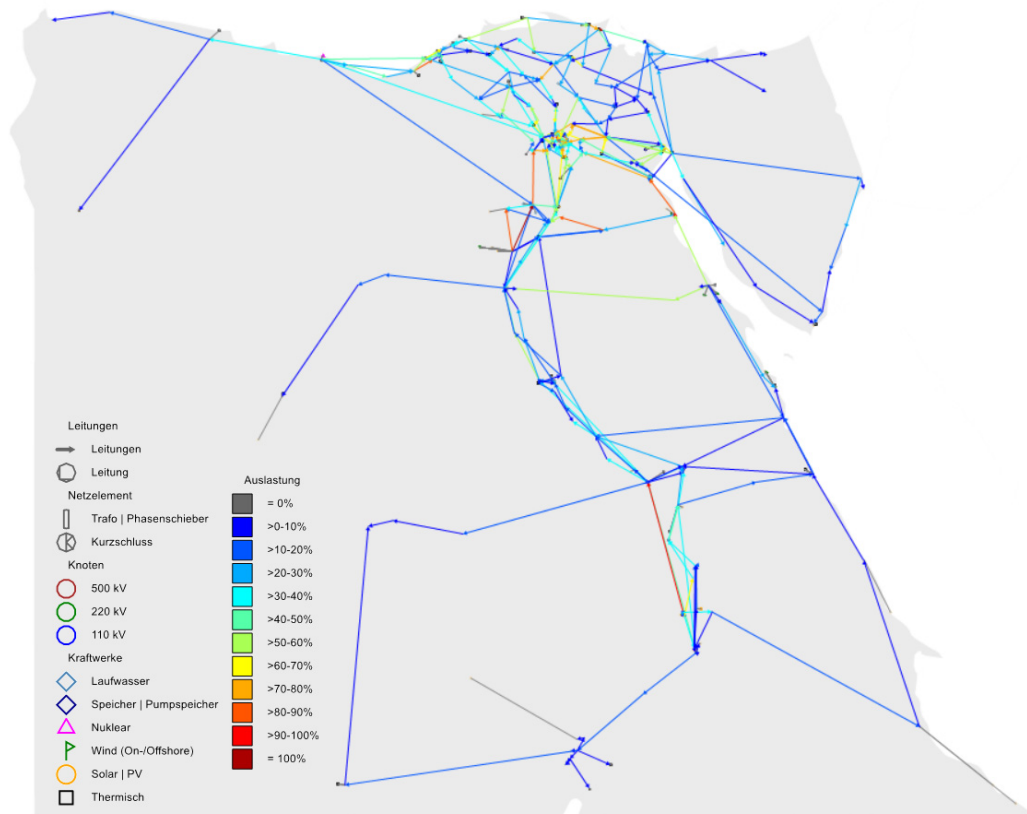 Leitungen
Leitungen
Leitung
Netzelement
Trafo | Phasenschieber
Kurzschluss
Knoten
500 kV
220 kV
110 kV
Kraftwerke
Laufwasser
Speicher | Pumpspeicher
Nuklear
Wind (On-/Offshore)
Solar | PV
Thermisch
Auslastung
= 0%
>0-10%
>10-20%
>20-30%
>30-40%
>40-50%
>50-60%
>60-70%
>70-80%
>80-90%
>90-100%
= 100%